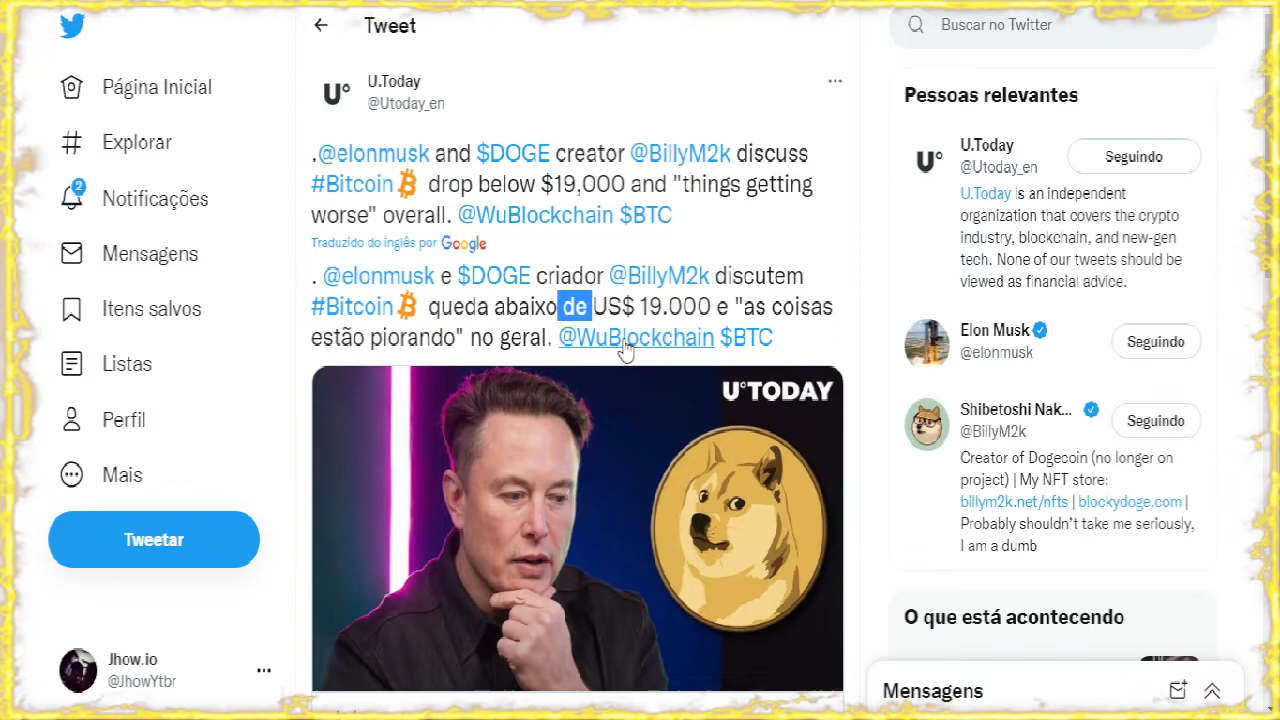 Tweet
Buscar no Twitter
Página Inicial
Explorar
2
Notificações
Mensagens
Itens salvos
Listas
Perfil
Mais
Tweetar
Jhow.io
@JhowYtbr
U.Today
@Utoday_en
.@elonmusk and $DOGE creator @BillyM2k discuss
#Bitcoin drop below $19,000 and "things getting
worse" overall. @WuBlockchain $BTC
Traduzido do inglês por Google
. @elonmusk e $DOGE criador @BillyM2k discutem
#Bitcoin queda abaixo de US$ 19.000 e "as coisas
estão piorando" no geral. @WuBlockchain $BTC
U°TODAY
Pessoas relevantes
U.Today
@Utoday_en
Seguindo
U.Today is an independent
organization that covers the crypto
industry, blockchain, and new-gen
tech. None of our tweets should be
viewed as financial advice.
Elon Musk
@elonmusk
Seguindo
Shibetoshi Nak...
@BillyM2k
Seguindo
Creator of Dogecoin (no longer on
project) | My NFT store:
billym2k.net/nfts | blockydoge.com |
Probably shouldn't take me seriously,
I am a dumb
O que está acontecendo
Mensagens